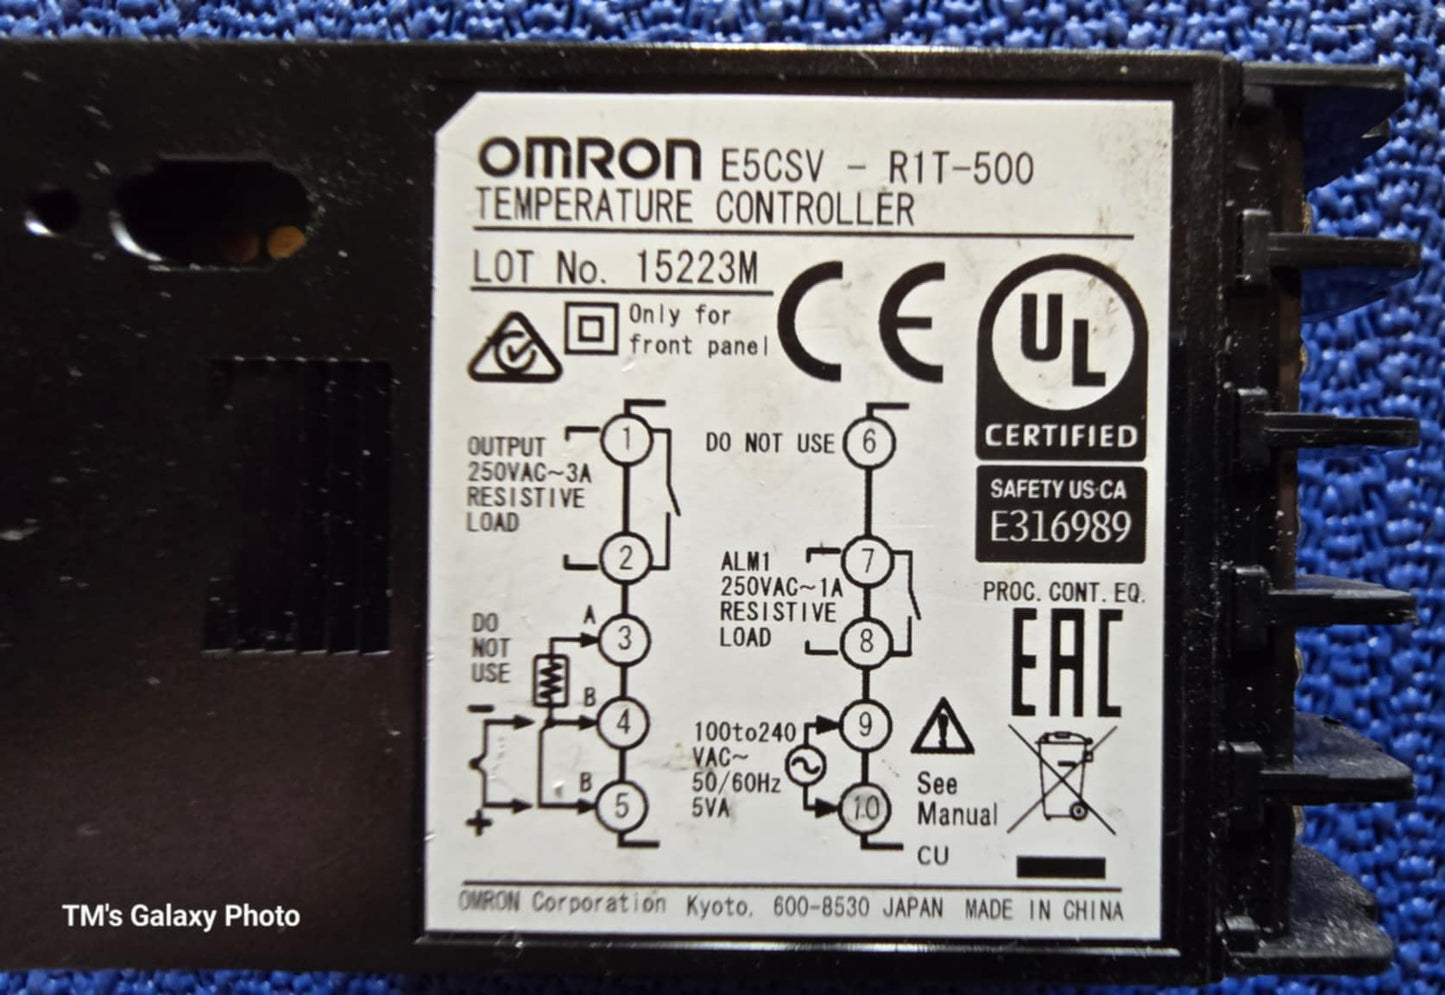 OMRON E5CSV - R1T-500
TEMPERATURE CONTROLLER
LOT No. 15223M
Only for
front panel
CE
UL
CERTIFIED
SAFETY US·CA
E316989
OUTPUT
250VAC~3A
RESISTIVE
LOAD
1
2
DO
NOT
USE
A
3
B
4
B
5
-
+
DO NOT USE
6
ALM1
250VAC~1A
RESISTIVE
LOAD
7
8
100to240
VAC~
50/60Hz
5VA
~
9
10
PROC. CONT. EQ.
EAC
!
See
Manual
CU
OMRON Corporation Kyoto, 600-8530 JAPAN MADE IN CHINA
TM's Galaxy Photo